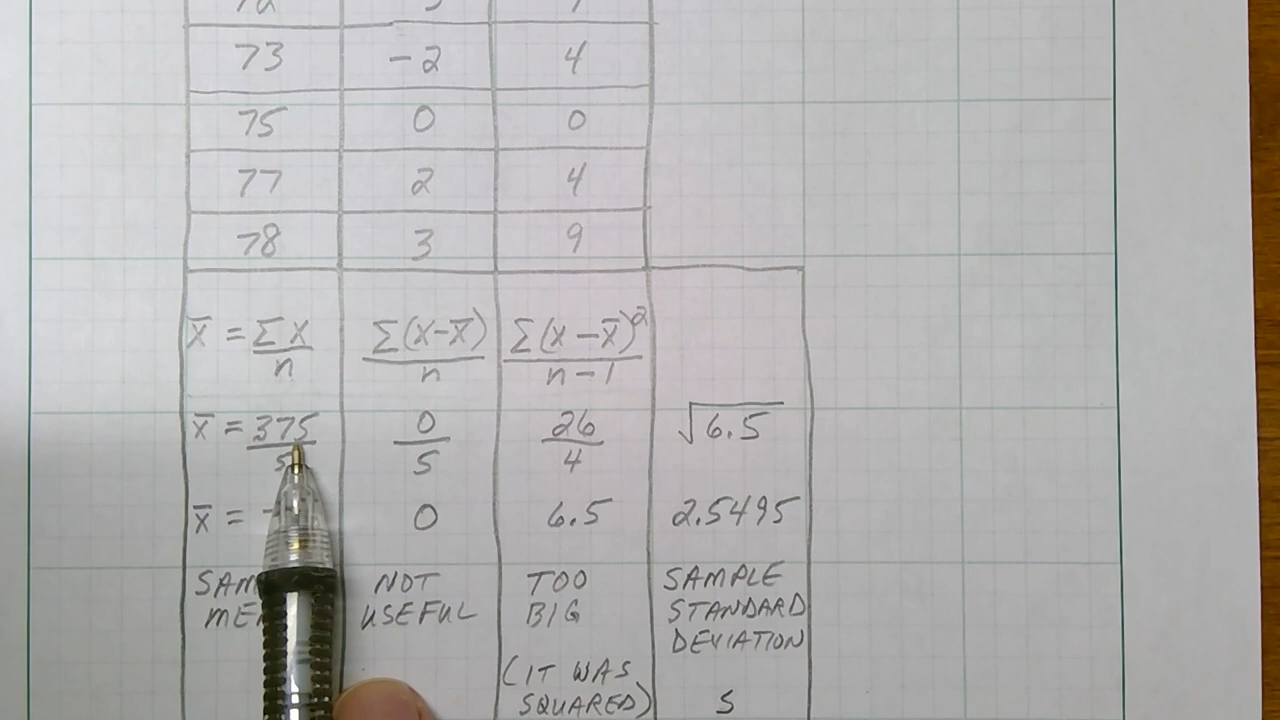 73 -2 4
75 0 0
77 2 4
78 3 9
x̄ = Σx/n Σ(x-x̄)/n Σ(x-x̄)²/n-1
x̄ = 375/5 0/5 26/4 √6.5
x̄ = 0 6.5 2.5495
NOT TOO SAMPLE
USEFUL BIG STANDARD
DEVIATION
(IT WAS
SQUARED) S